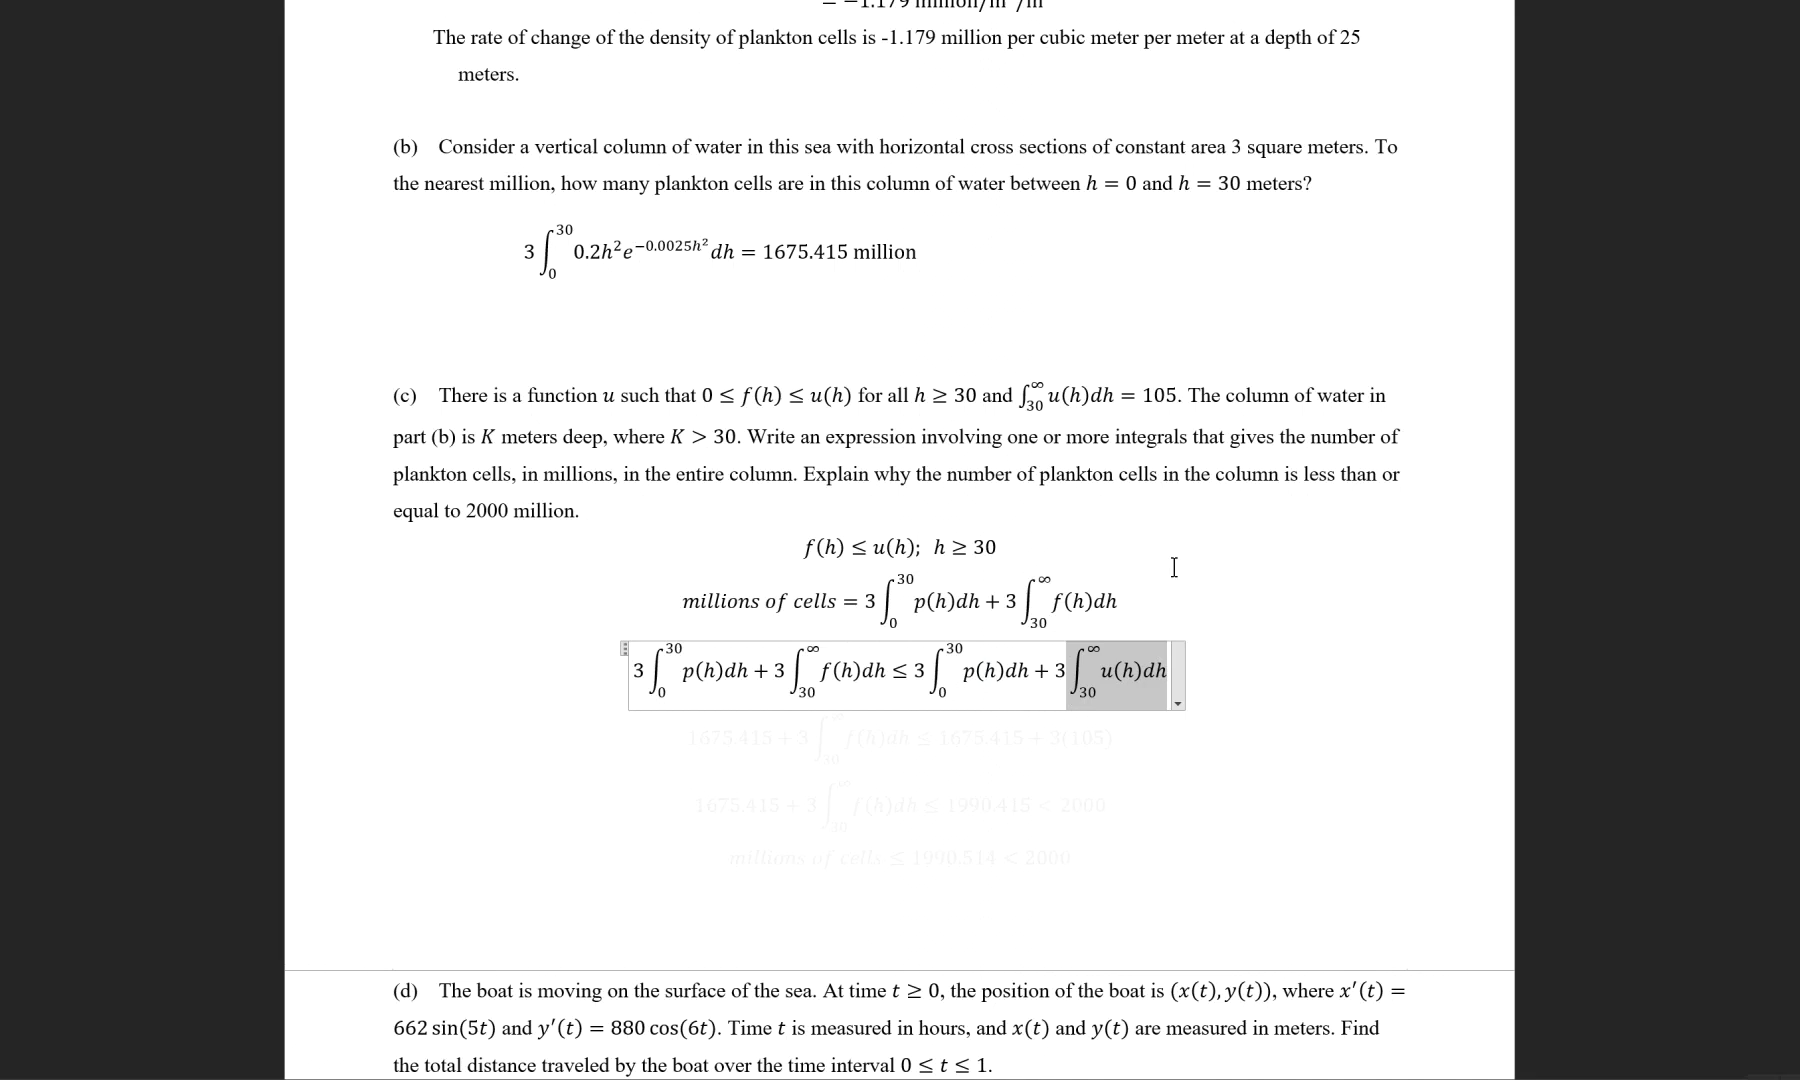 = −1.179 million/m³/m
The rate of change of the density of plankton cells is -1.179 million per cubic meter per meter at a depth of 25
meters.
(b) Consider a vertical column of water in this sea with horizontal cross sections of constant area 3 square meters. To
the nearest million, how many plankton cells are in this column of water between h = 0 and h = 30 meters?
3∫₀³⁰ 0.2h²e^(−0.0025h²) dh = 1675.415 million
(c) There is a function u such that 0 ≤ f(h) ≤ u(h) for all h ≥ 30 and ∫₃₀^∞ u(h)dh = 105. The column of water in
part (b) is K meters deep, where K > 30. Write an expression involving one or more integrals that gives the number of
plankton cells, in millions, in the entire column. Explain why the number of plankton cells in the column is less than or
equal to 2000 million.
f(h) ≤ u(h); h ≥ 30
millions of cells = 3∫₀³⁰ p(h)dh + 3∫₃₀^∞ f(h)dh
3∫₀³⁰ p(h)dh + 3∫₃₀^∞ f(h)dh ≤ 3∫₀³⁰ p(h)dh + 3∫₃₀^∞ u(h)dh
1675.415 + 3∫₃₀^∞ f(h)dh ≤ 1675.415 + 3(105)
1675.415 + 3∫₃₀^∞ f(h)dh ≤ 1990.415 < 2000
millions of cells ≤ 1990.514 < 2000
(d) The boat is moving on the surface of the sea. At time t ≥ 0, the position of the boat is (x(t), y(t)), where x′(t) =
662 sin(5t) and y′(t) = 880 cos(6t). Time t is measured in hours, and x(t) and y(t) are measured in meters. Find
the total distance traveled by the boat over the time interval 0 ≤ t ≤ 1.